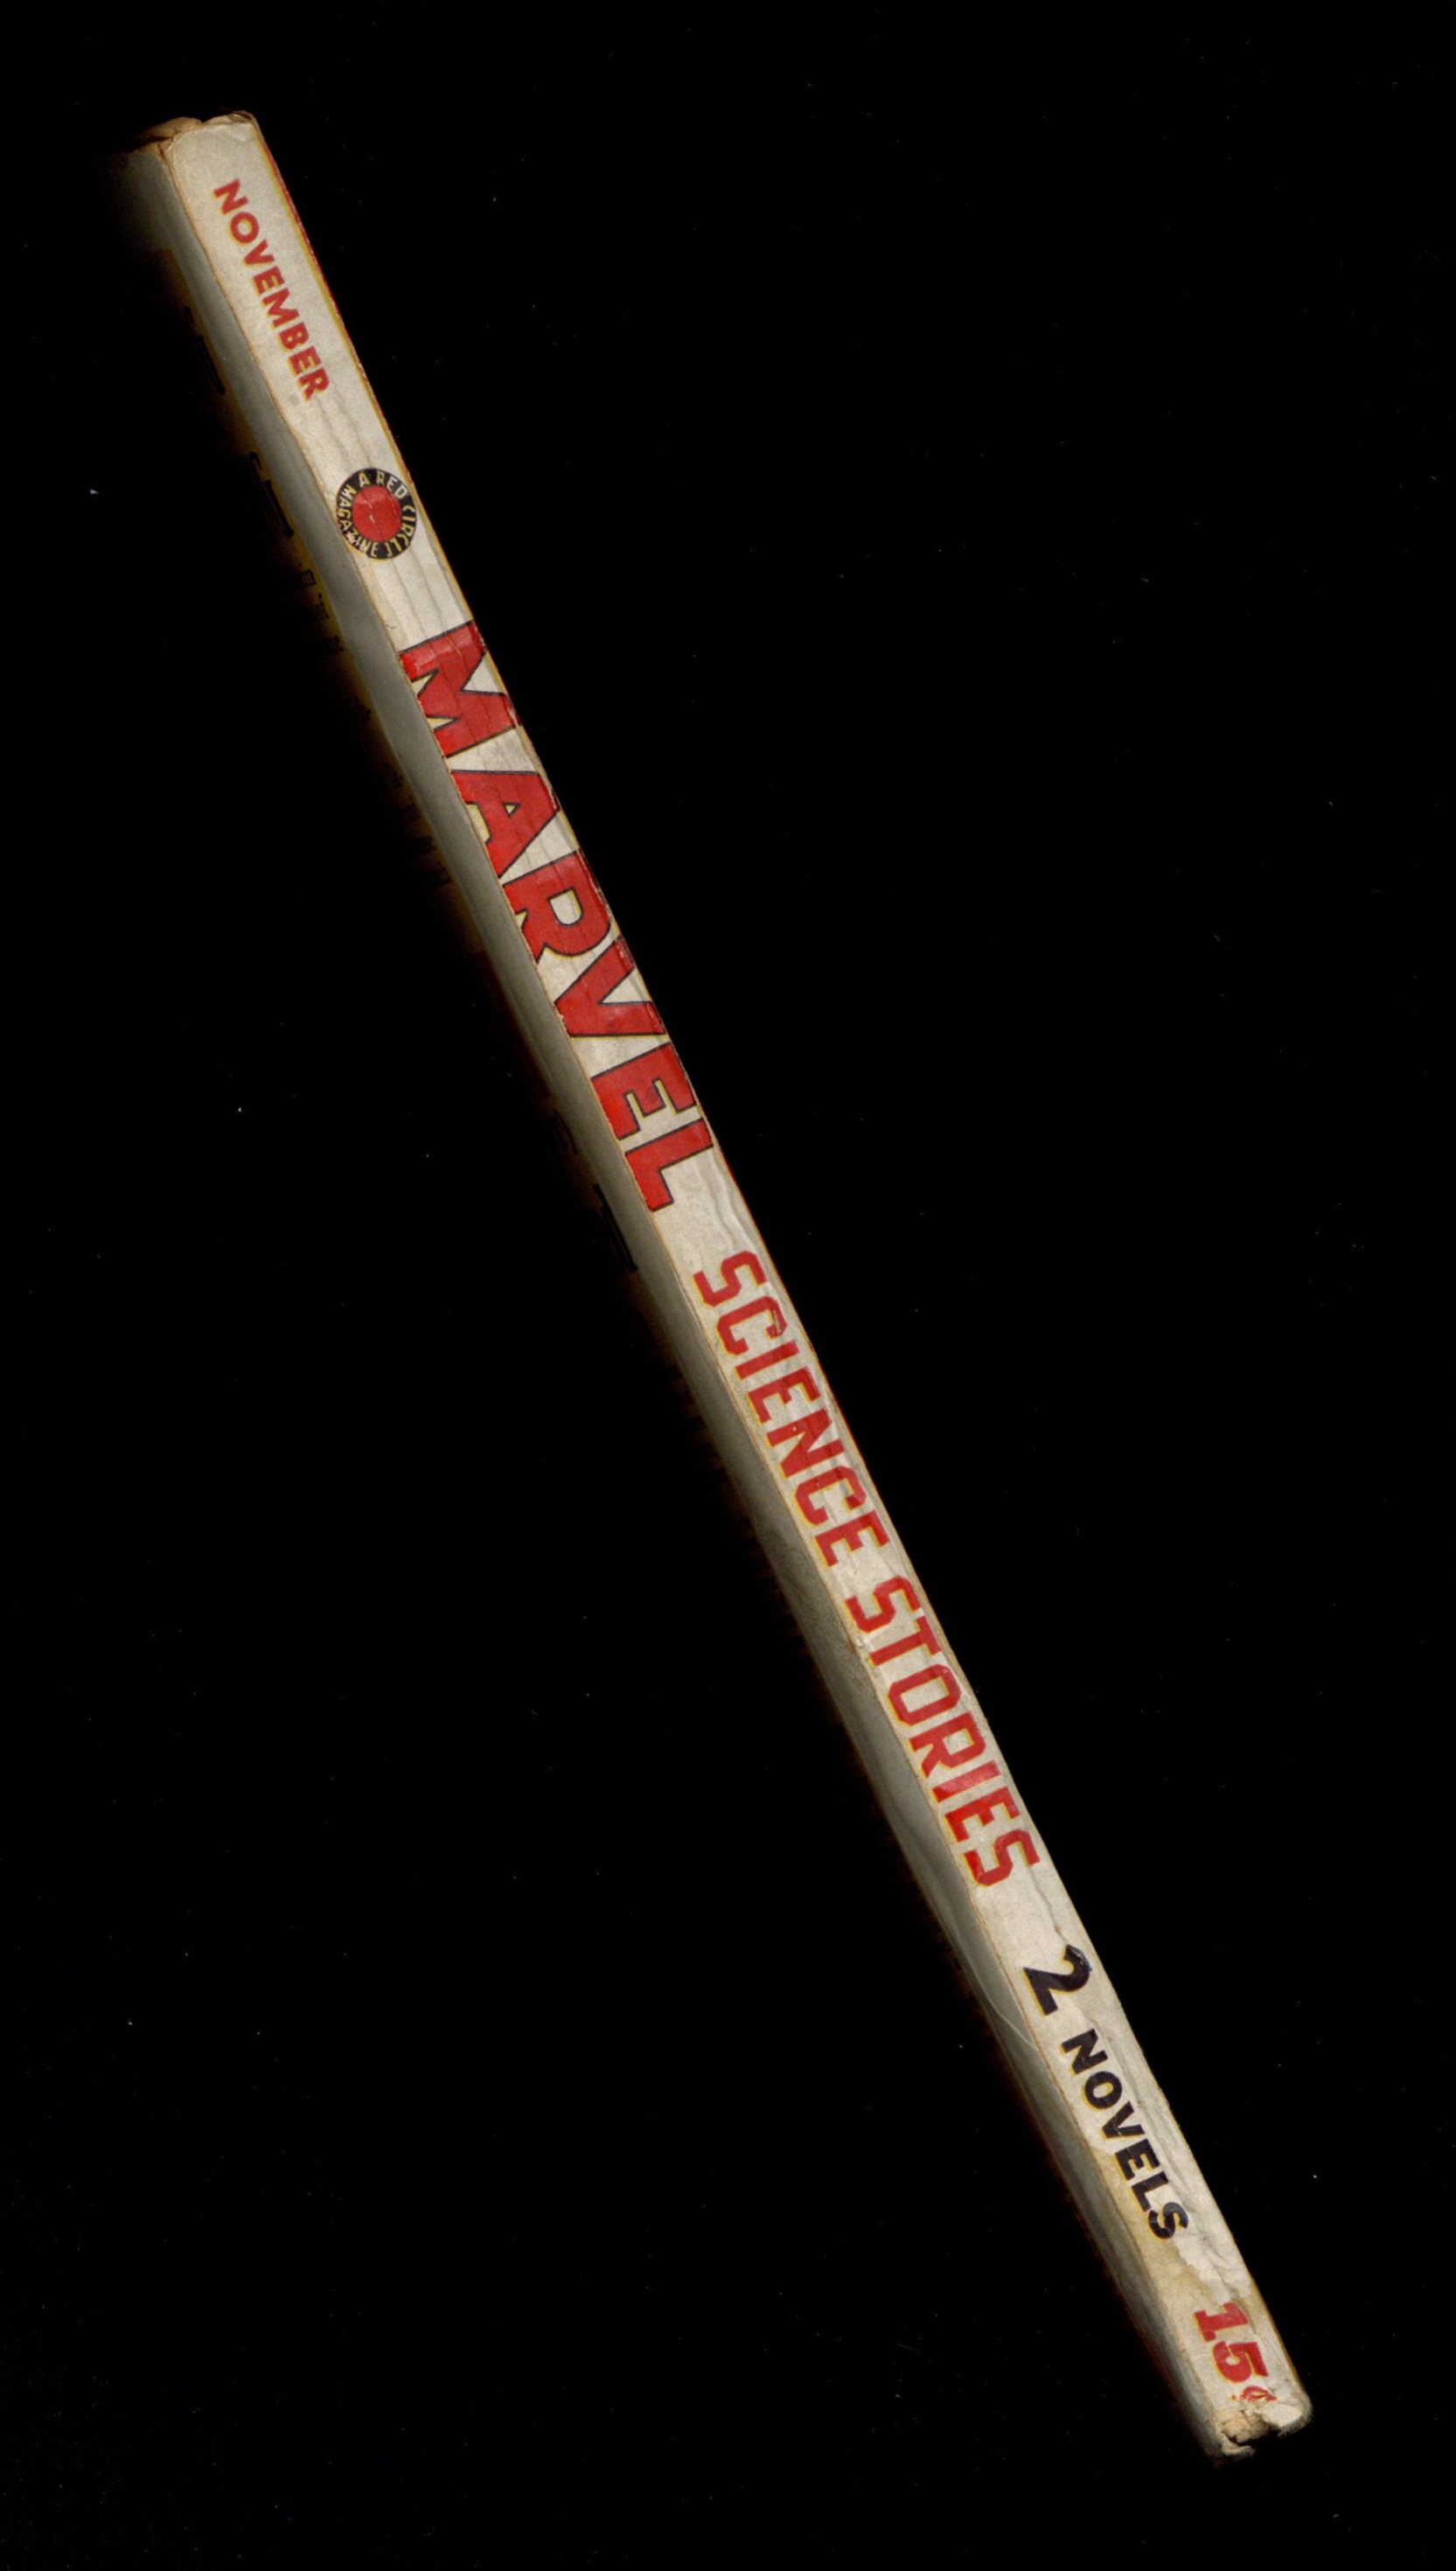 NOVEMBER
A RED CIRCLE MAGAZINE
MARVEL SCIENCE STORIES
2 NOVELS
15¢